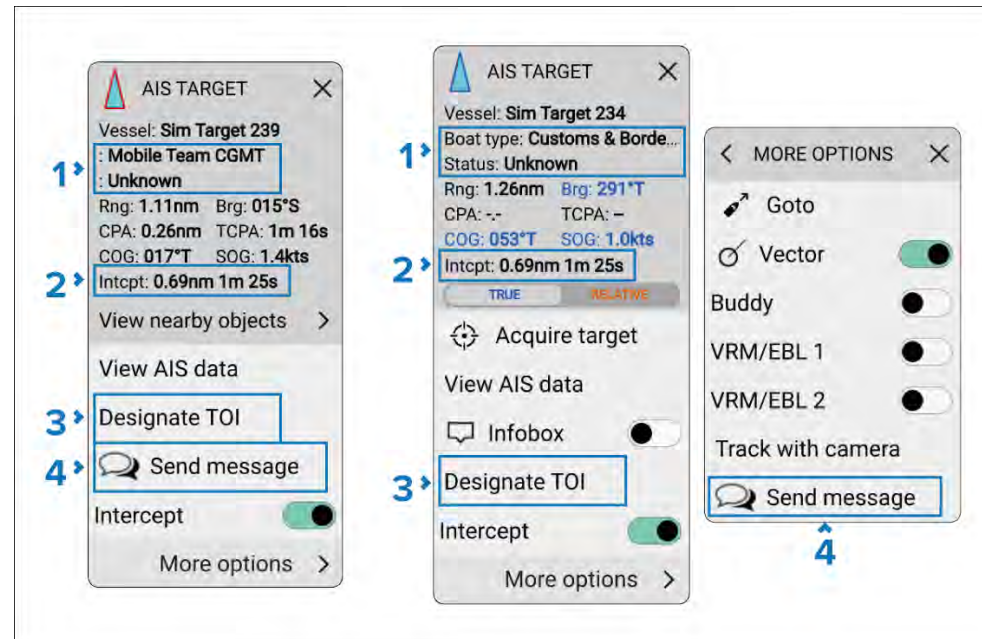 AIS TARGET
Vessel: Sim Target 239
1
: Mobile Team CGMT
: Unknown
Rng: 1.11nm Brg: 015°S
CPA: 0.26nm TCPA: 1m 16s
COG: 017°T SOG: 1.4kts
2
Intcpt: 0.69nm 1m 25s
View nearby objects
View AIS data
3
Designate TOI
4
Send message
Intercept
More options
AIS TARGET
Vessel: Sim Target 234
1
Boat type: Customs & Borde...
Status: Unknown
Rng: 1.26nm Brg: 291°T
CPA: -.- TCPA: –
COG: 053°T SOG: 1.0kts
2
Intcpt: 0.69nm 1m 25s
TRUE RELATIVE
Acquire target
View AIS data
Infobox
3
Designate TOI
Intercept
More options
MORE OPTIONS
Goto
Vector
Buddy
VRM/EBL 1
VRM/EBL 2
Track with camera
Send message
4